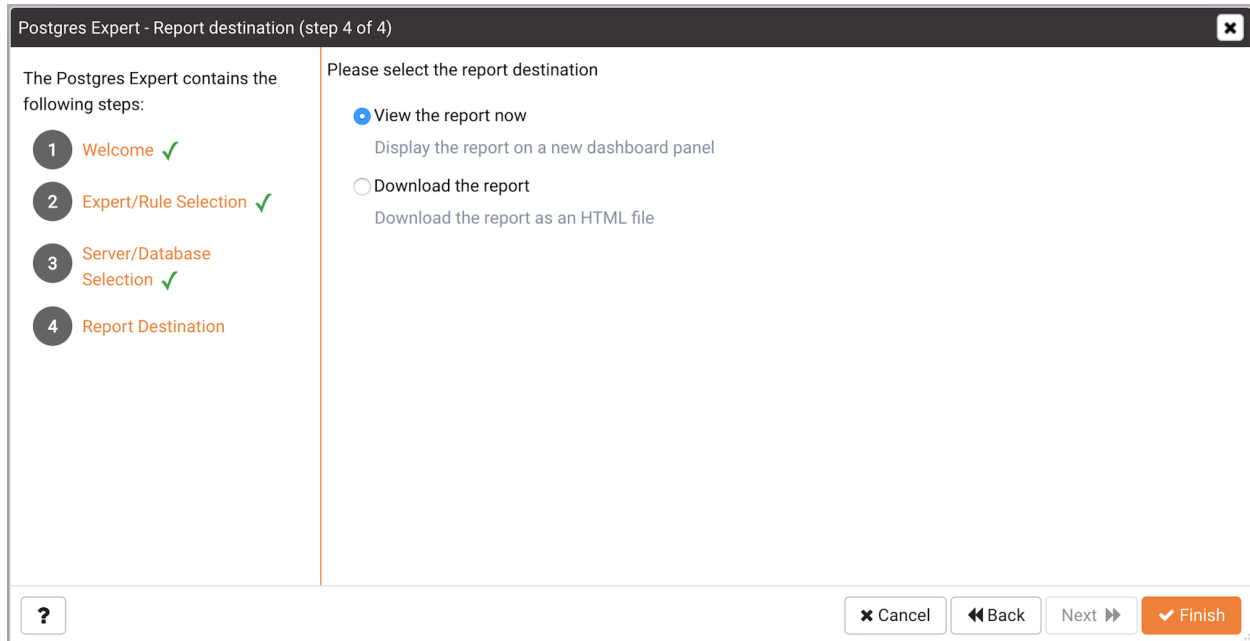 Postgres Expert - Report destination (step 4 of 4)
The Postgres Expert contains the
following steps:
1 Welcome
2 Expert/Rule Selection
3 Server/Database
Selection
4 Report Destination
Please select the report destination
View the report now
Display the report on a new dashboard panel
Download the report
Download the report as an HTML file
? Cancel Back Next Finish